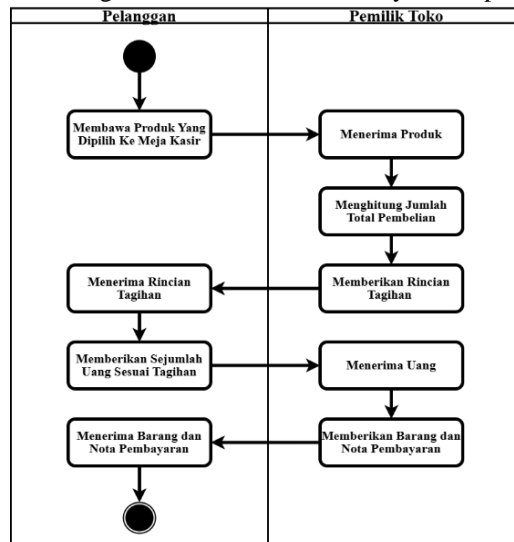 Pelanggan
Pemilik Toko
Membawa Produk Yang
Dipilih Ke Meja Kasir
Menerima Produk
Menghitung Jumlah
Total Pembelian
Memberikan Rincian
Tagihan
Menerima Rincian
Tagihan
Memberikan Sejumlah
Uang Sesuai Tagihan
Menerima Uang
Memberikan Barang dan
Nota Pembayaran
Menerima Barang dan
Nota Pembayaran